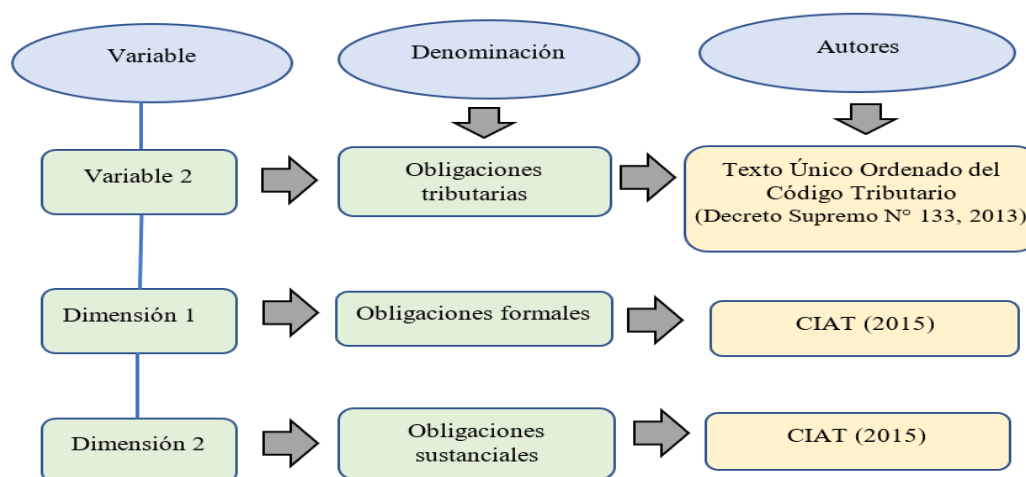 Variable
Denominación
Autores
Variable 2
Obligaciones
tributarias
Texto Único Ordenado del
Código Tributario
(Decreto Supremo N° 133, 2013)
Dimensión 1
Obligaciones formales
CIAT (2015)
Dimensión 2
Obligaciones
sustanciales
CIAT (2015)